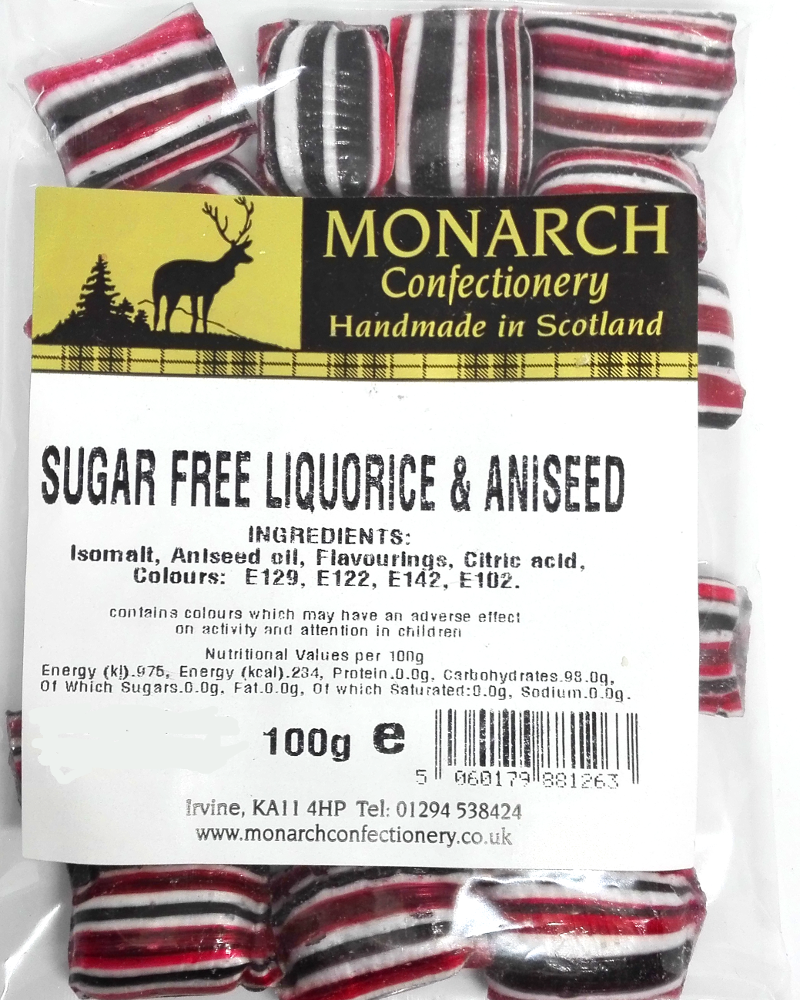 MONARCH
Confectionery
Handmade in Scotland
SUGAR FREE LIQUORICE & ANISEED
INGREDIENTS:
Isomalt, Aniseed oil, Flavourings, Citric acid,
Colours: E129, E122, E142, E102.
contains colours which may have an adverse effect
on activity and attention in children
Nutritional Values per 100g
Energy (kj).975, Energy (kcal).234, Protein.0.0g, Carbohydrates.98.0g,
Of Which Sugars.0.0g, Fat.0.0g, Of which Saturated:0.0g, Sodium.0.0g.
100g e
5 060179 881263
Irvine, KA11 4HP Tel: 01294 538424
www.monarchconfectionery.co.uk